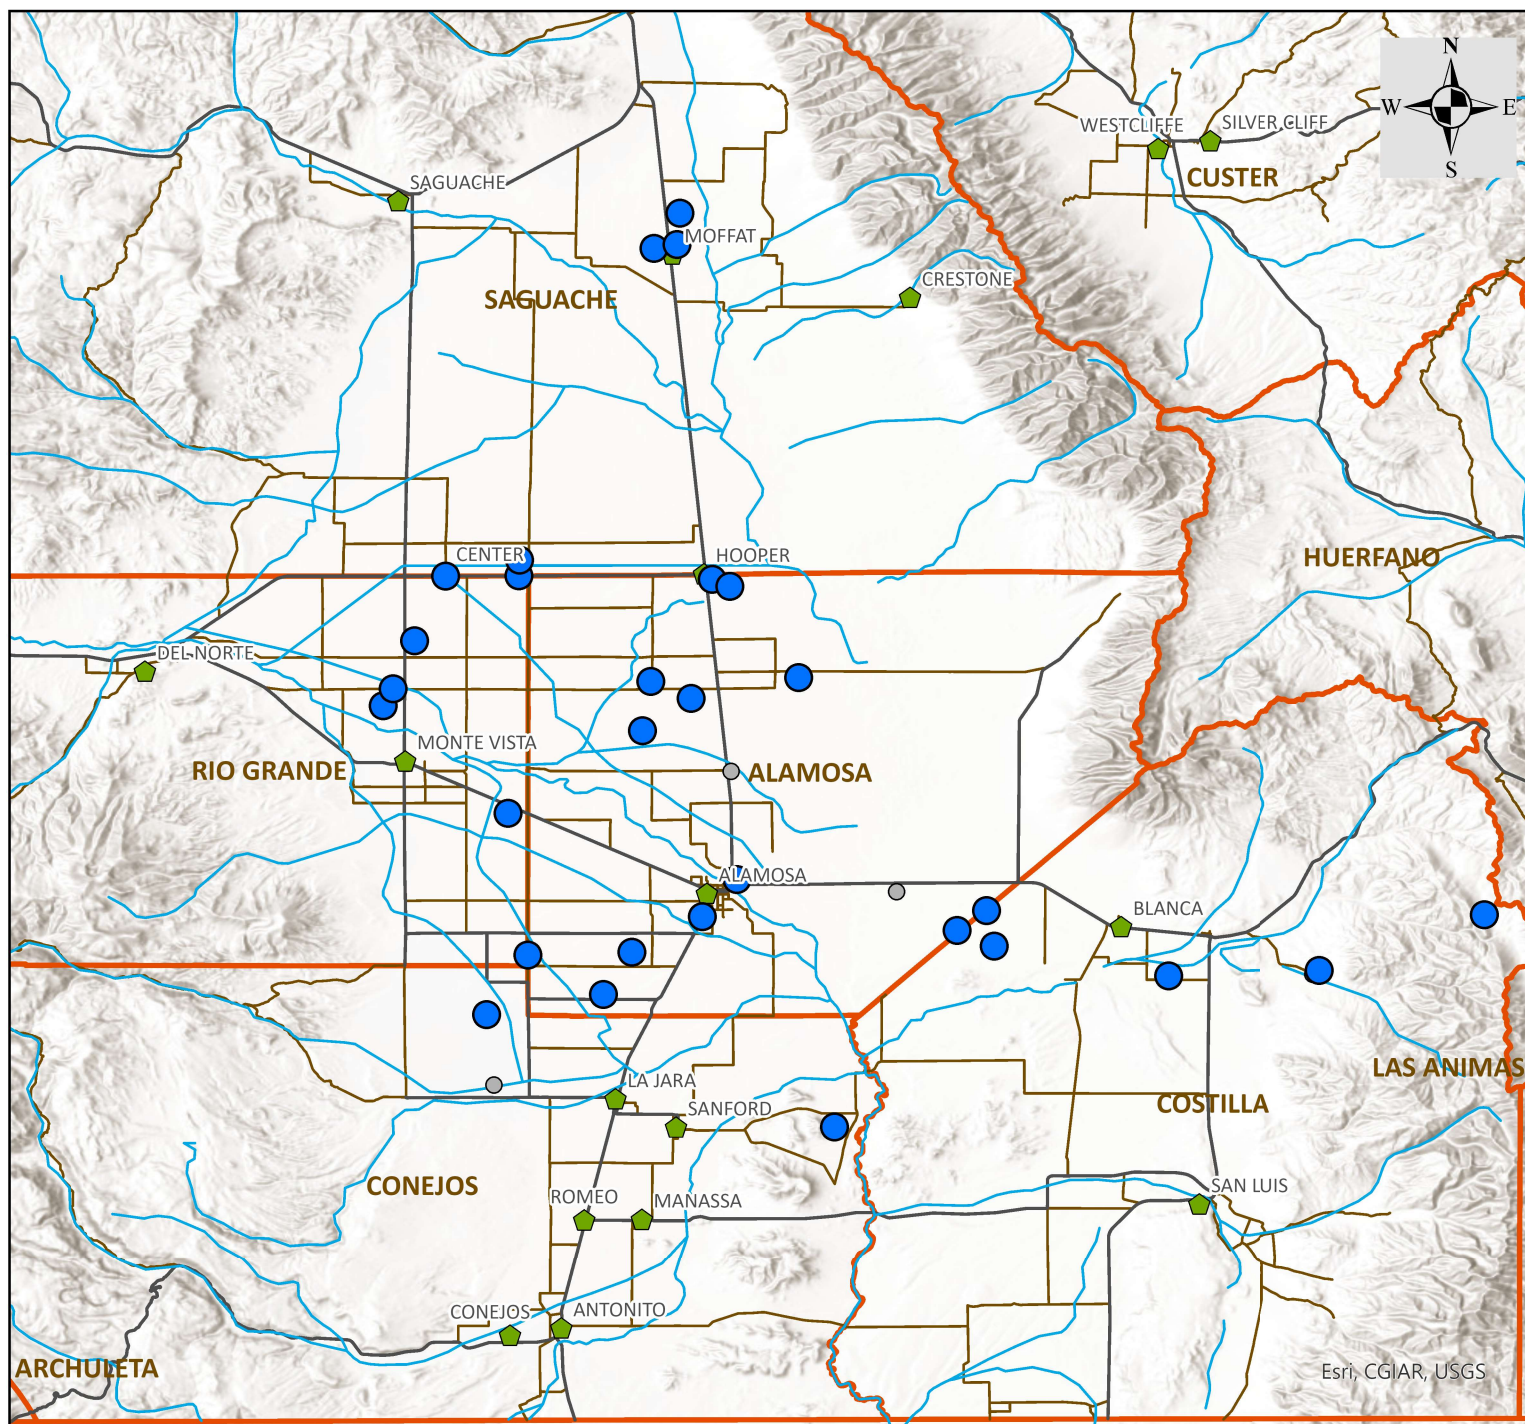 N
W E
S
WESTCLIFFE
SILVER CLIFF
CUSTER
SAGUACHE
MOFFAT
CRESTONE
SAGUACHE
CENTER
HOOPER
HUERFANO
DEL NORTE
MONTE VISTA
RIO GRANDE
ALAMOSA
ALAMOSA
BLANCA
LAS ANIMAS
LA JARA
SANFORD
COSTILLA
CONEJOS
ROMEO
MANASSA
SAN LUIS
CONEJOS
ANTONITO
ARCHULETA
Esri, CGIAR, USGS